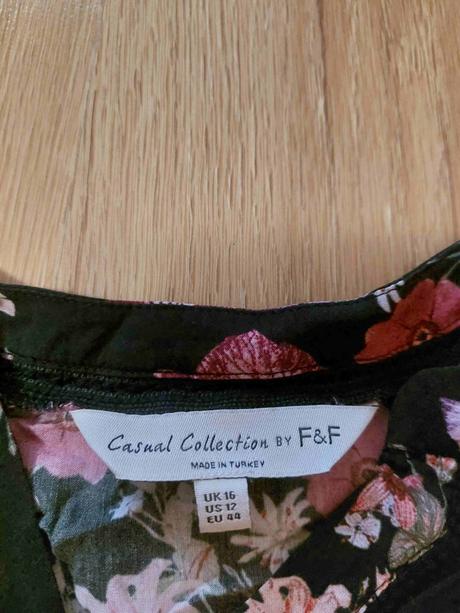 Casual Collection BY F&F
MADE IN TURKEY
UK 16
US 12
EU 44